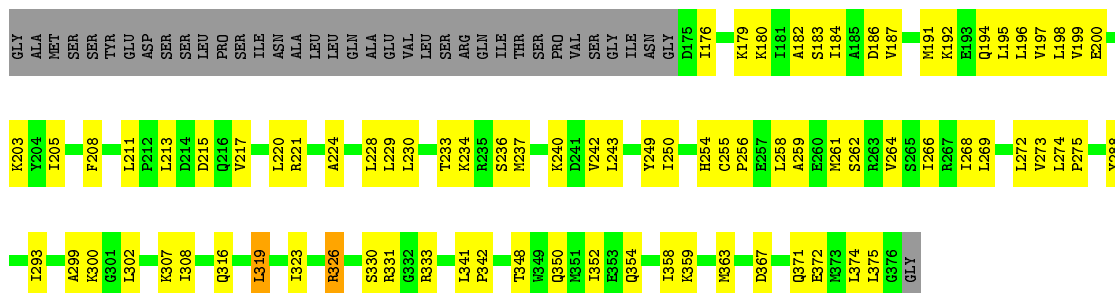 GLY ALA MET SER SER TYR GLU ASP SER SER LEU PRO SER ILE ASN ALA LEU LEU GLN ALA GLU VAL LEU SER ARG GLN ILE THR SER PRO VAL SER GLY ILE ASN GLY D175 I176 K179 K180 I181 A182 S183 I184 A185 D186 V187 M191 K192 E193 Q194 L195 L196 V197 L198 V199 E200
K203 Y204 I205 F208 L211 P212 L213 D214 D215 Q216 V217 L220 R221 A224 L228 L229 L230 T233 K234 R235 S236 M237 K240 D241 V242 L243 Y249 I250 H254 C255 P256 E257 L258 A259 E260 M261 S262 R263 V264 S265 I266 R267 I268 L269 L272 V273 L274 P275
I293 A299 K300 G301 I302 K307 I308 Q316 L319 I323 R326 S330 R331 G332 R333 L341 P342 T348 W349 Q350 M351 I352 E353 Q354 I358 K359 M363 D367 Q371 E372 M373 L374 L375 G376 GLY